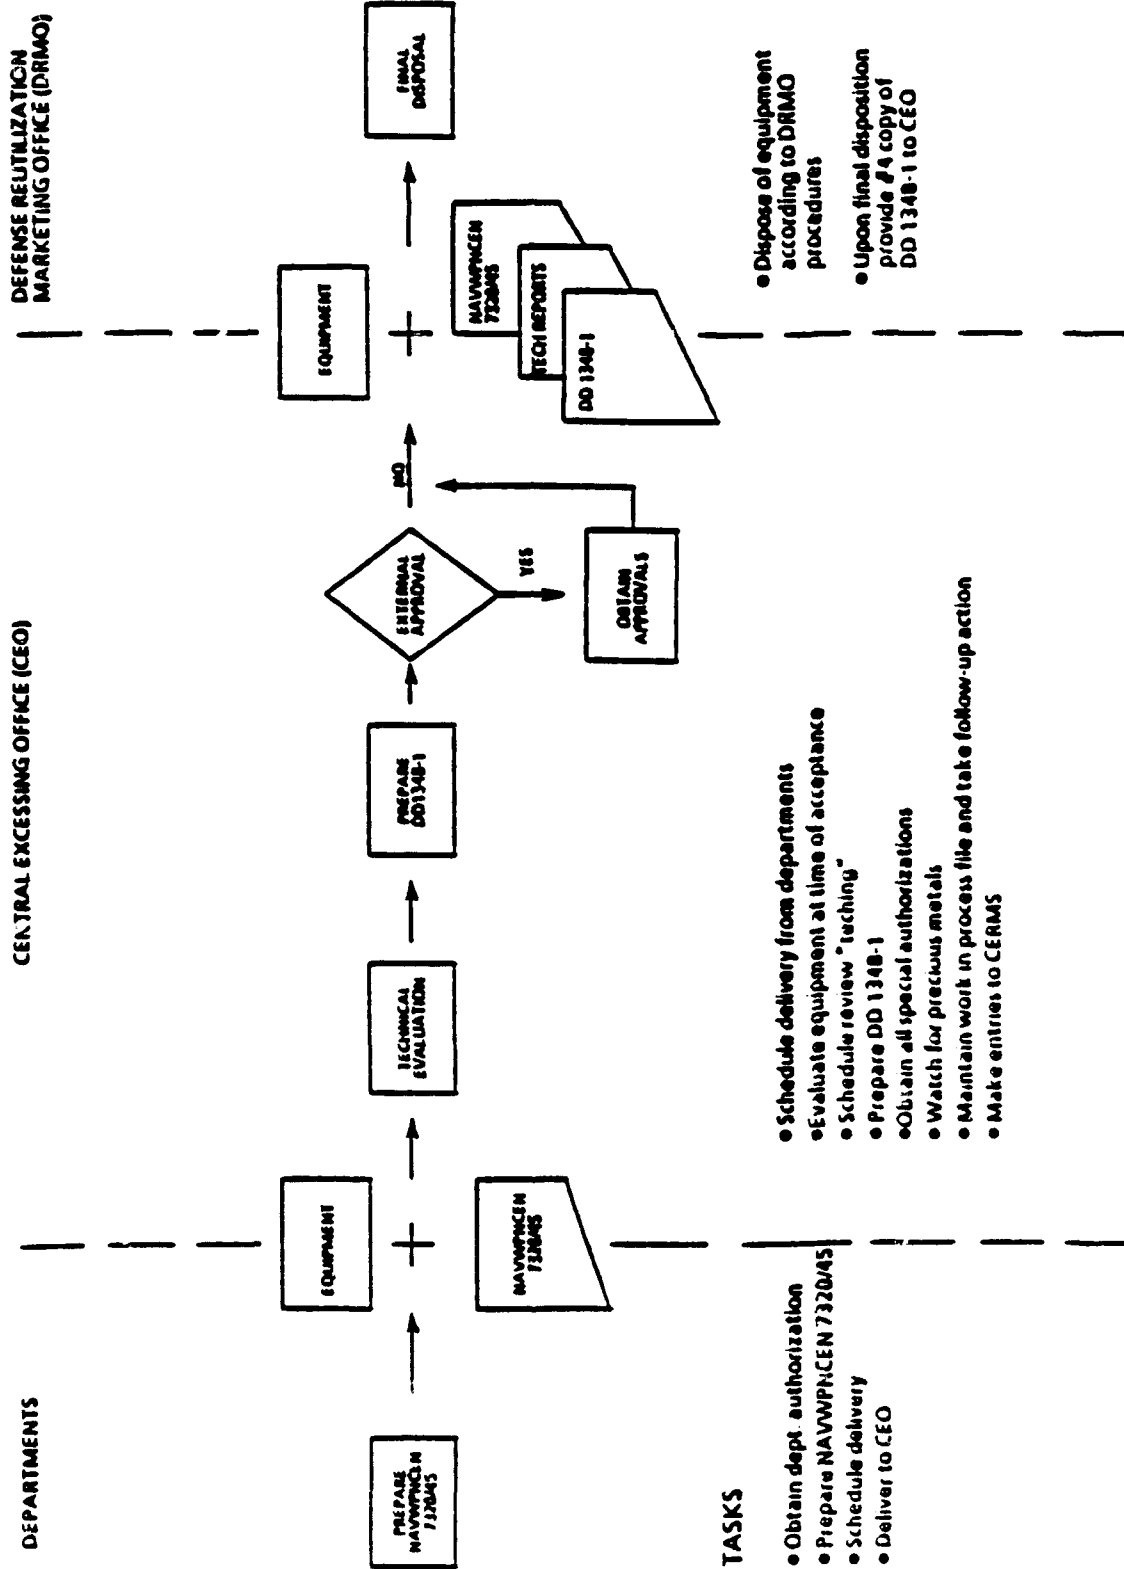 DEPARTMENTS
CENTRAL EXCESSING OFFICE (CEO)
DEFENSE REUTILIZATION
MARKETING OFFICE (DRMO)
PREPARE
NAVWPNCEN
7320/45
EQUIPMENT
NAVWPNCEN
7320/45
TECHNICAL
EVALUATION
PREPARE
DD1348-1
EXTERNAL
APPROVAL
NO
YES
OBTAIN
APPROVALS
EQUIPMENT
NAVWPNCEN
7320/45
TECH REPORTS
DD 1348-1
FINAL
DISPOSAL
TASKS
• Obtain dept. authorization
• Prepare NAVWPNCEN 7320/45
• Schedule delivery
• Deliver to CEO
• Schedule delivery from departments
• Evaluate equipment at time of acceptance
• Schedule review "teching"
• Prepare DD 1348-1
• Obtain all special authorizations
• Watch for precious metals
• Maintain work in process file and take follow-up action
• Make entries to CERMS
• Dispose of equipment
according to DRMO
procedures
• Upon final disposition
provide #4 copy of
DD 1348-1 to CEO